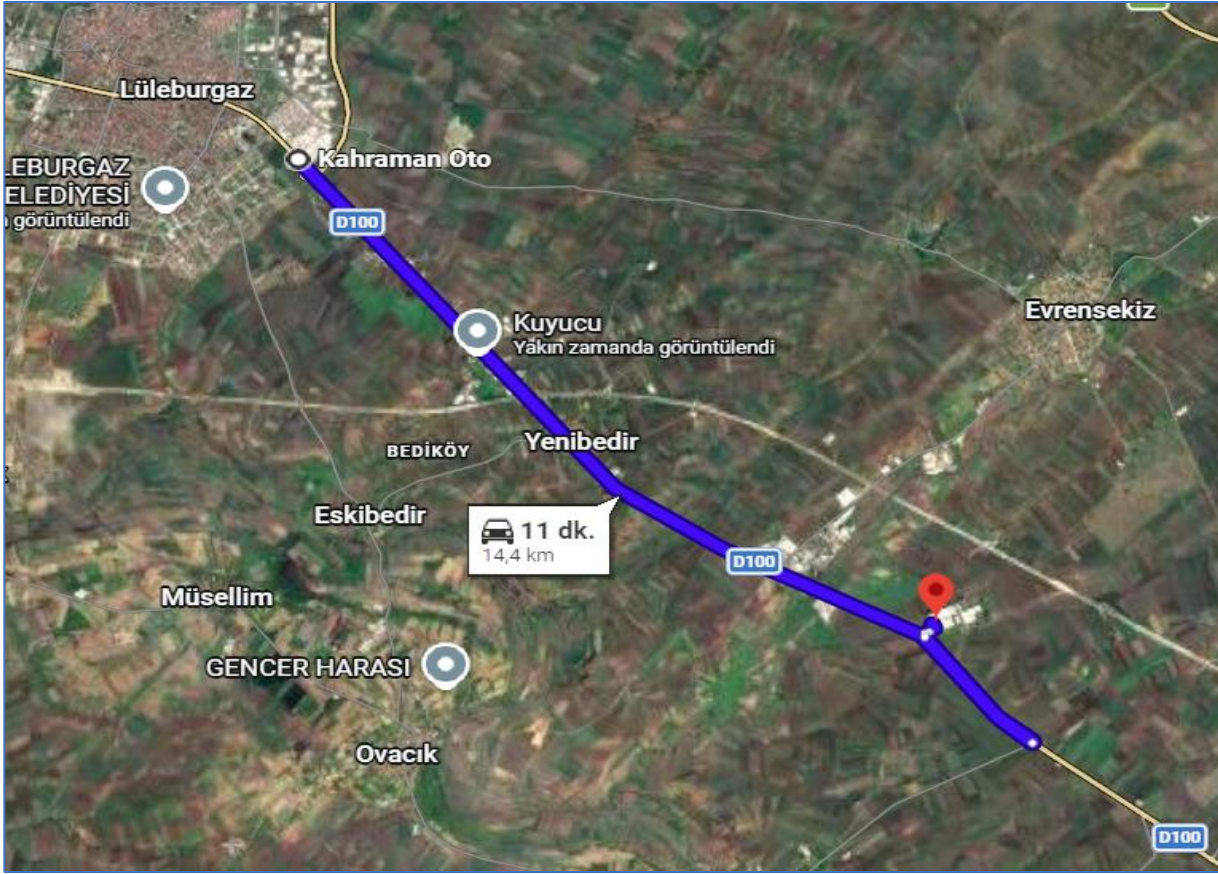 Lüleburgaz
Kahraman Oto
LEBURGAZ
ELEDİYESİ
görüntülendi
D100
Kuyucu
Yakın zamanda görüntülendi
Evrensekiz
Yenibedir
BEDİKÖY
Eskibedir
11 dk.
14,4 km
D100
Müsellim
GENCER HARASI
Ovacık
D100